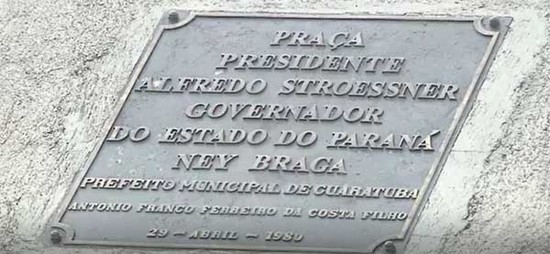 PRAÇA
PRESIDENTE
ALFREDO STROESSNER
GOVERNADOR
DO ESTADO DO PARANÁ
NEY BRAGA
PREFEITO MUNICIPAL DE GUARATUBA
ANTONIO FRANCO FERREIRO DA COSTA FILHO
29 - ABRIL - 1980